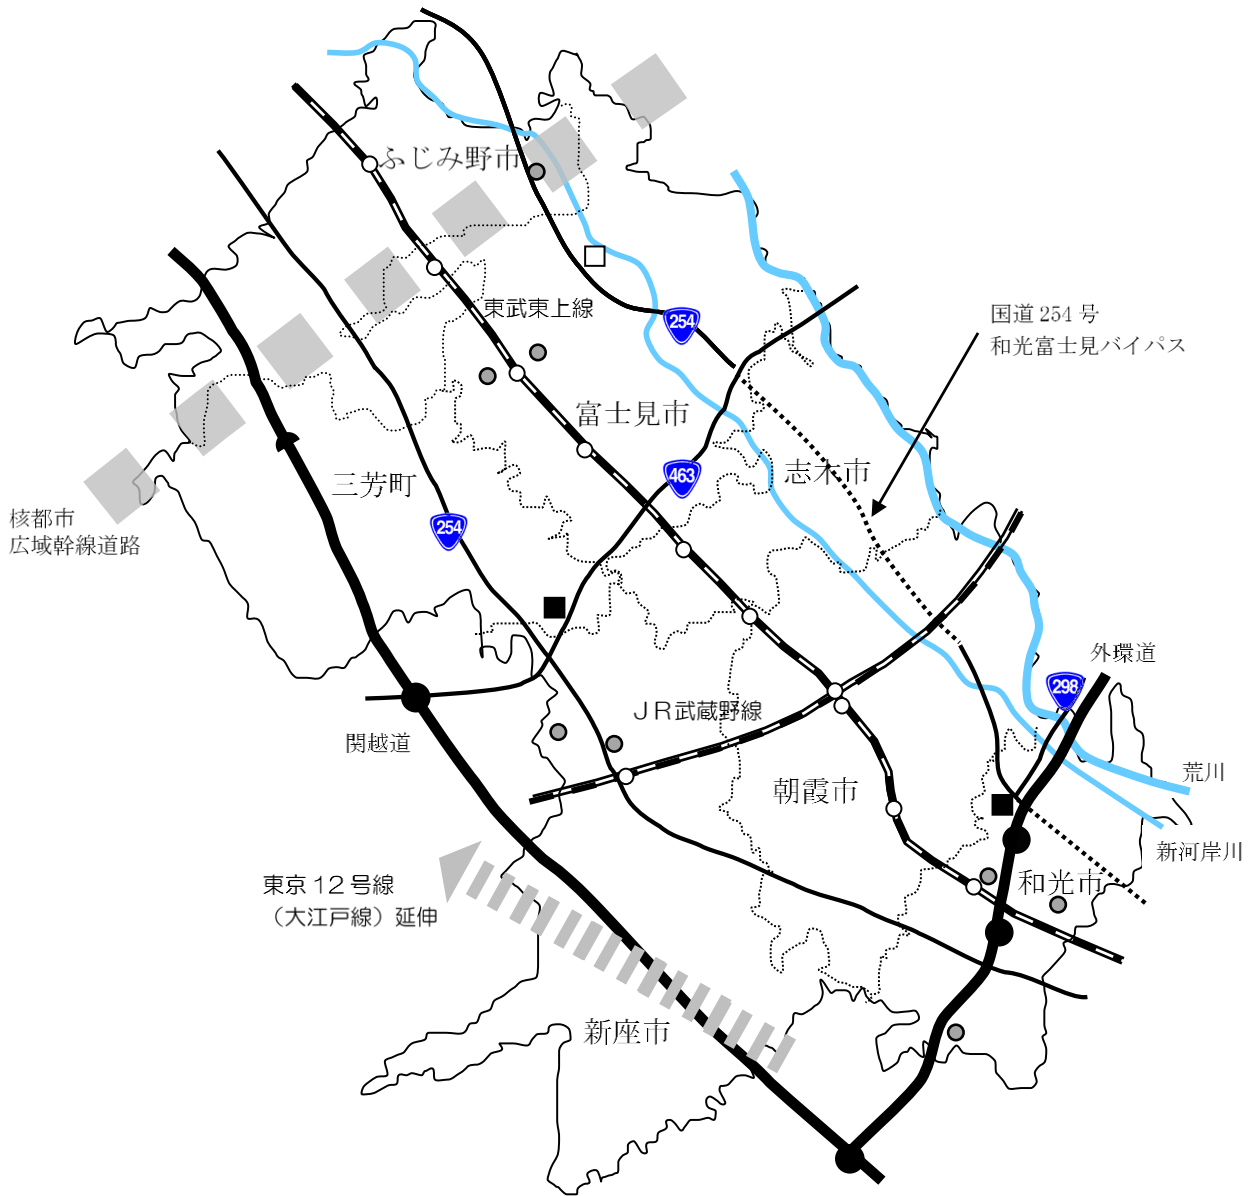 ふじみ野市
東武東上線
254
国道254号
和光富士見バイパス
富士見市
463
志木市
三芳町
254
核都市
広域幹線道路
外環道
298
JR武蔵野線
関越道
荒川
朝霞市
新河岸川
東京12号線
(大江戸線)延伸
和光市
新座市